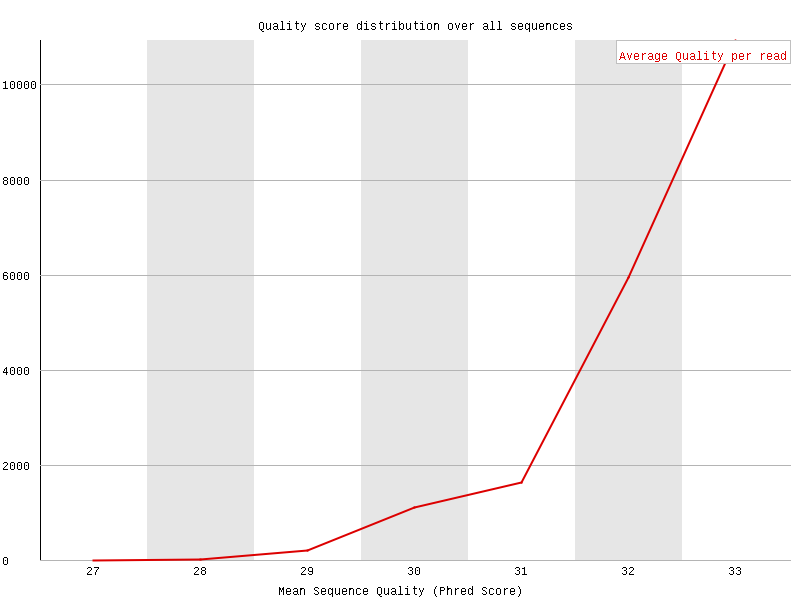 Quality score distribution over all sequences
Average Quality per read
10000
8000
6000
4000
2000
0
27 28 29 30 31 32 33
Mean Sequence Quality (Phred Score)